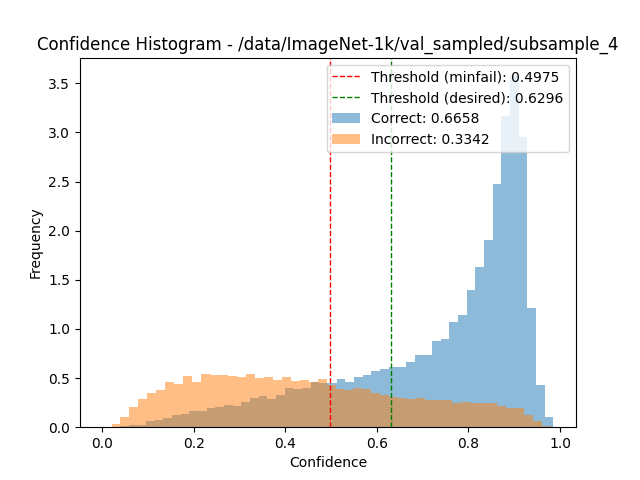 Confidence Histogram - /data/ImageNet-1k/val_sampled/subsample_4
Threshold (minfail): 0.4975
Threshold (desired): 0.6296
Correct: 0.6658
Incorrect: 0.3342
3.5
3.0
2.5
2.0
1.5
1.0
0.5
0.0
Frequency
0.0 0.2 0.4 0.6 0.8 1.0
Confidence